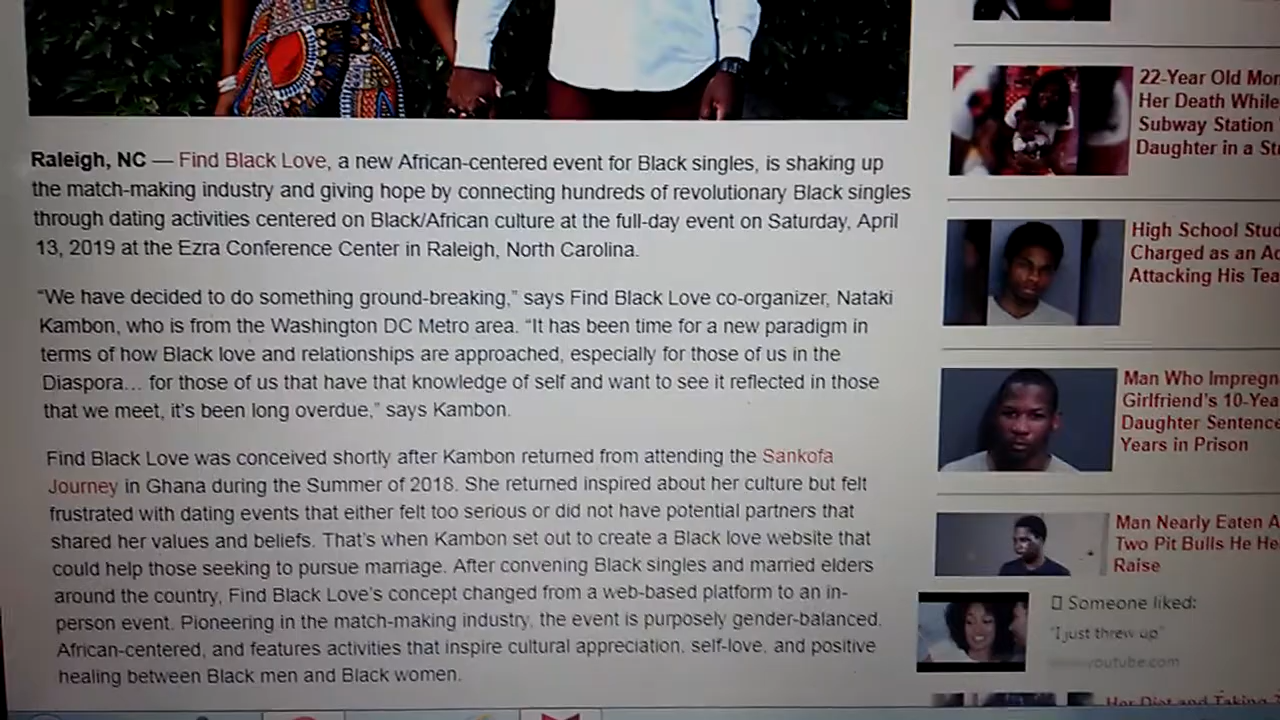 Raleigh, NC — Find Black Love, a new African-centered event for Black singles, is shaking up
the match-making industry and giving hope by connecting hundreds of revolutionary Black singles
through dating activities centered on Black/African culture at the full-day event on Saturday, April
13, 2019 at the Ezra Conference Center in Raleigh, North Carolina.
“We have decided to do something ground-breaking,” says Find Black Love co-organizer, Nataki
Kambon, who is from the Washington DC Metro area. “It has been time for a new paradigm in
terms of how Black love and relationships are approached, especially for those of us in the
Diaspora… for those of us that have that knowledge of self and want to see it reflected in those
that we meet, it’s been long overdue,” says Kambon.
Find Black Love was conceived shortly after Kambon returned from attending the Sankofa
Journey in Ghana during the Summer of 2018. She returned inspired about her culture but felt
frustrated with dating events that either felt too serious or did not have potential partners that
shared her values and beliefs. That’s when Kambon set out to create a Black love website that
could help those seeking to pursue marriage. After convening Black singles and married elders
around the country, Find Black Love’s concept changed from a web-based platform to an in-
person event. Pioneering in the match-making industry, the event is purposely gender-balanced,
African-centered, and features activities that inspire cultural appreciation, self-love, and positive
healing between Black men and Black women.
22-Year Old Mo
Her Death While
Subway Station
Daughter in a St
High School Stud
Charged as an Ad
Attacking His Tea
Man Who Impregn
Girlfriend’s 10-Yea
Daughter Sentence
Years in Prison
Man Nearly Eaten A
Two Pit Bulls He He
Raise
Someone liked:
"I just threw up"
youtube.com
Her Diet and Taking